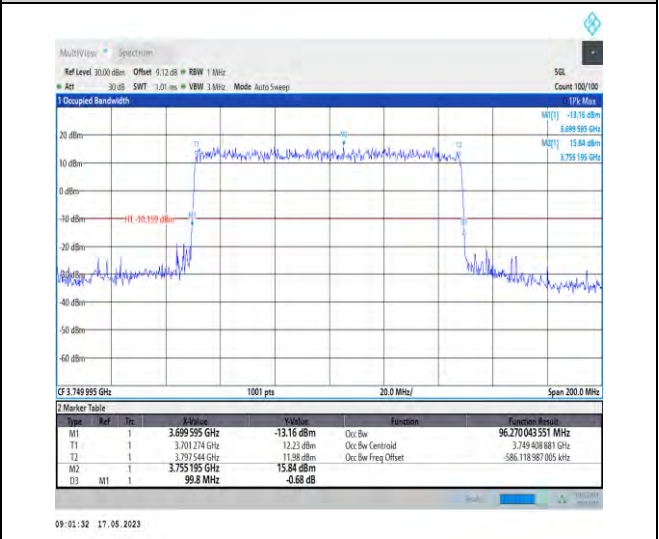 MultiView Spectrum
Ref Level 30.00 dBm Offset 9.12 dB RBW 1 MHz SGL
Att 30 dB SWT 1.01 ms VBW 3 MHz Mode Auto Sweep Count 100/100
1 Occupied Bandwidth 1Pk Max
M1[1] -13.16 dBm
3.699 595 GHz
M2[1] 15.84 dBm
3.755 195 GHz
20 dBm
T1 M2 T2
10 dBm
0 dBm
-10 dBm H1 -10.159 dBm M1
-20 dBm
-40 dBm
-50 dBm
-60 dBm
CF 3.749 995 GHz 1001 pts 20.0 MHz/ Span 200.0 MHz
2 Marker Table
Type Ref Trc X-Value Y-Value Function Function Result
M1 1 3.699 595 GHz -13.16 dBm Occ Bw 96.270 043 551 MHz
T1 1 3.701 274 GHz 12.23 dBm Occ Bw Centroid 3.749 408 881 GHz
T2 1 3.797 544 GHz 11.98 dBm Occ Bw Freq Offset -586.118 987 005 kHz
M2 1 3.755 195 GHz 15.84 dBm
D3 M1 1 99.8 MHz -0.68 dB
09:01:32 17.05.2023